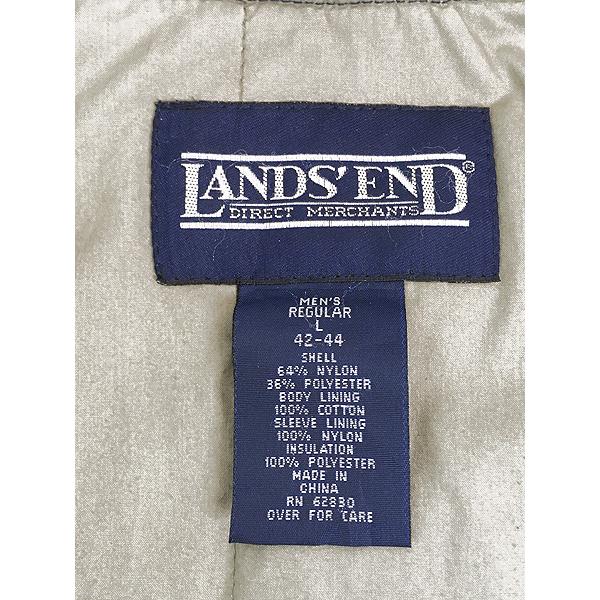 LANDS' END
DIRECT MERCHANTS
MEN'S
REGULAR
L
42-44
SHELL
64% NYLON
36% POLYESTER
BODY LINING
100% COTTON
SLEEVE LINING
100% NYLON
INSULATION
100% POLYESTER
MADE IN
CHINA
RN 62830
OVER FOR CARE